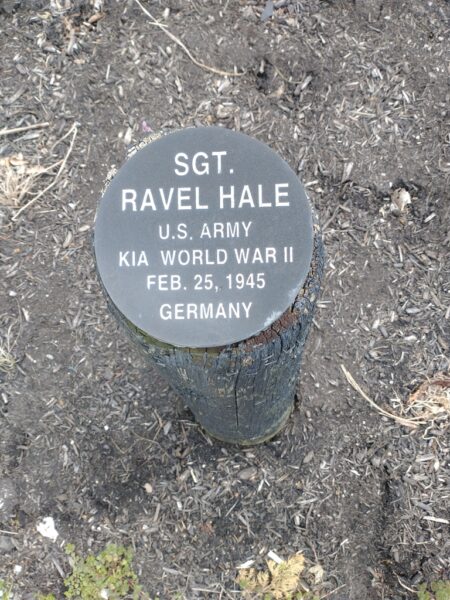 SGT.
RAVEL HALE
U.S. ARMY
KIA WORLD WAR II
FEB. 25, 1945
GERMANY